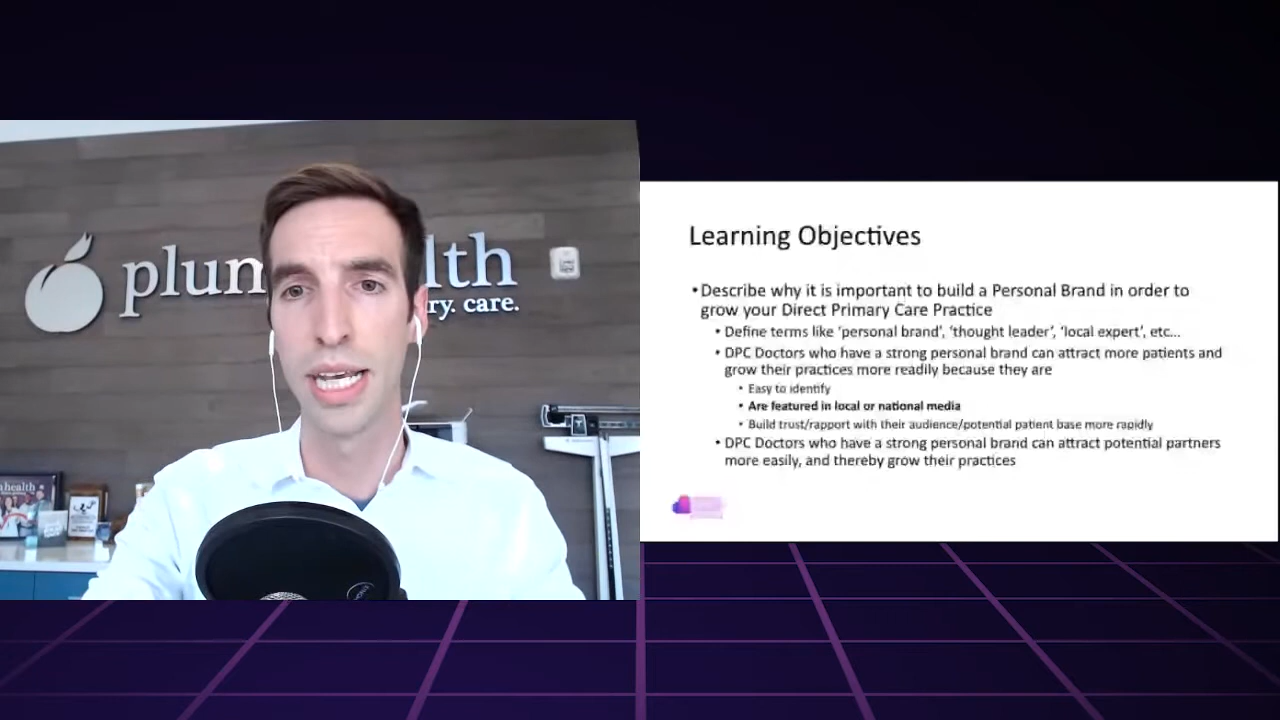 plum
lth
ry. care.
health
Learning Objectives
•Describe why it is important to build a Personal Brand in order to
grow your Direct Primary Care Practice
• Define terms like ‘personal brand’, ‘thought leader’, ‘local expert’, etc...
• DPC Doctors who have a strong personal brand can attract more patients and
grow their practices more readily because they are
• Easy to identify
• Are featured in local or national media
• Build trust/rapport with their audience/potential patient base more rapidly
• DPC Doctors who have a strong personal brand can attract potential partners
more easily, and thereby grow their practices